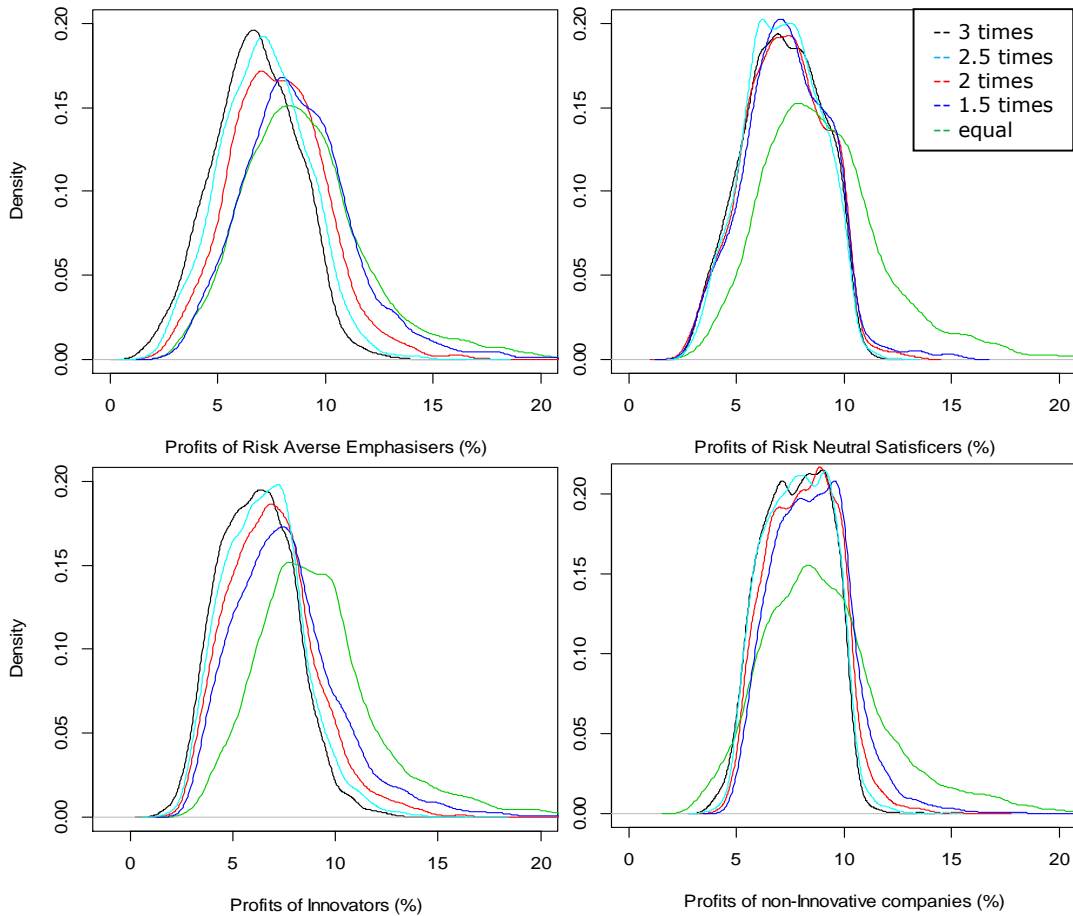 0.20
0.15
0.10
0.05
0.00
Density
0 5 10 15 20
Profits of Risk Averse Emphasisers (%)
0.20
0.15
0.10
0.05
0.00
0 5 10 15 20
Profits of Risk Neutral Satisficers (%)
3 times
2.5 times
2 times
1.5 times
equal
0.20
0.15
0.10
0.05
0.00
Density
0 5 10 15 20
Profits of Innovators (%)
0.20
0.15
0.10
0.05
0.00
0 5 10 15 20
Profits of non-Innovative companies (%)